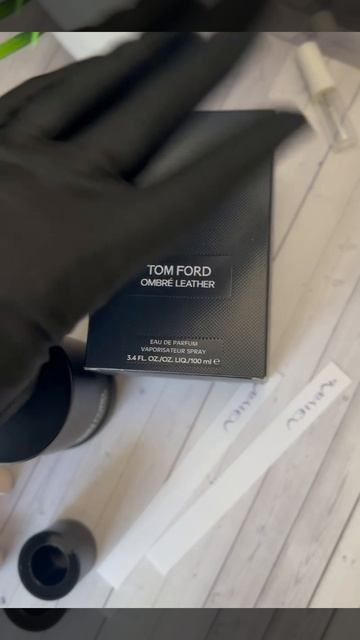 TOM FORD
OMBRÉ LEATHER
EAU DE PARFUM
VAPORISATEUR SPRAY
3.4 FL. OZ./OZ. LIQ./100 ml ℮